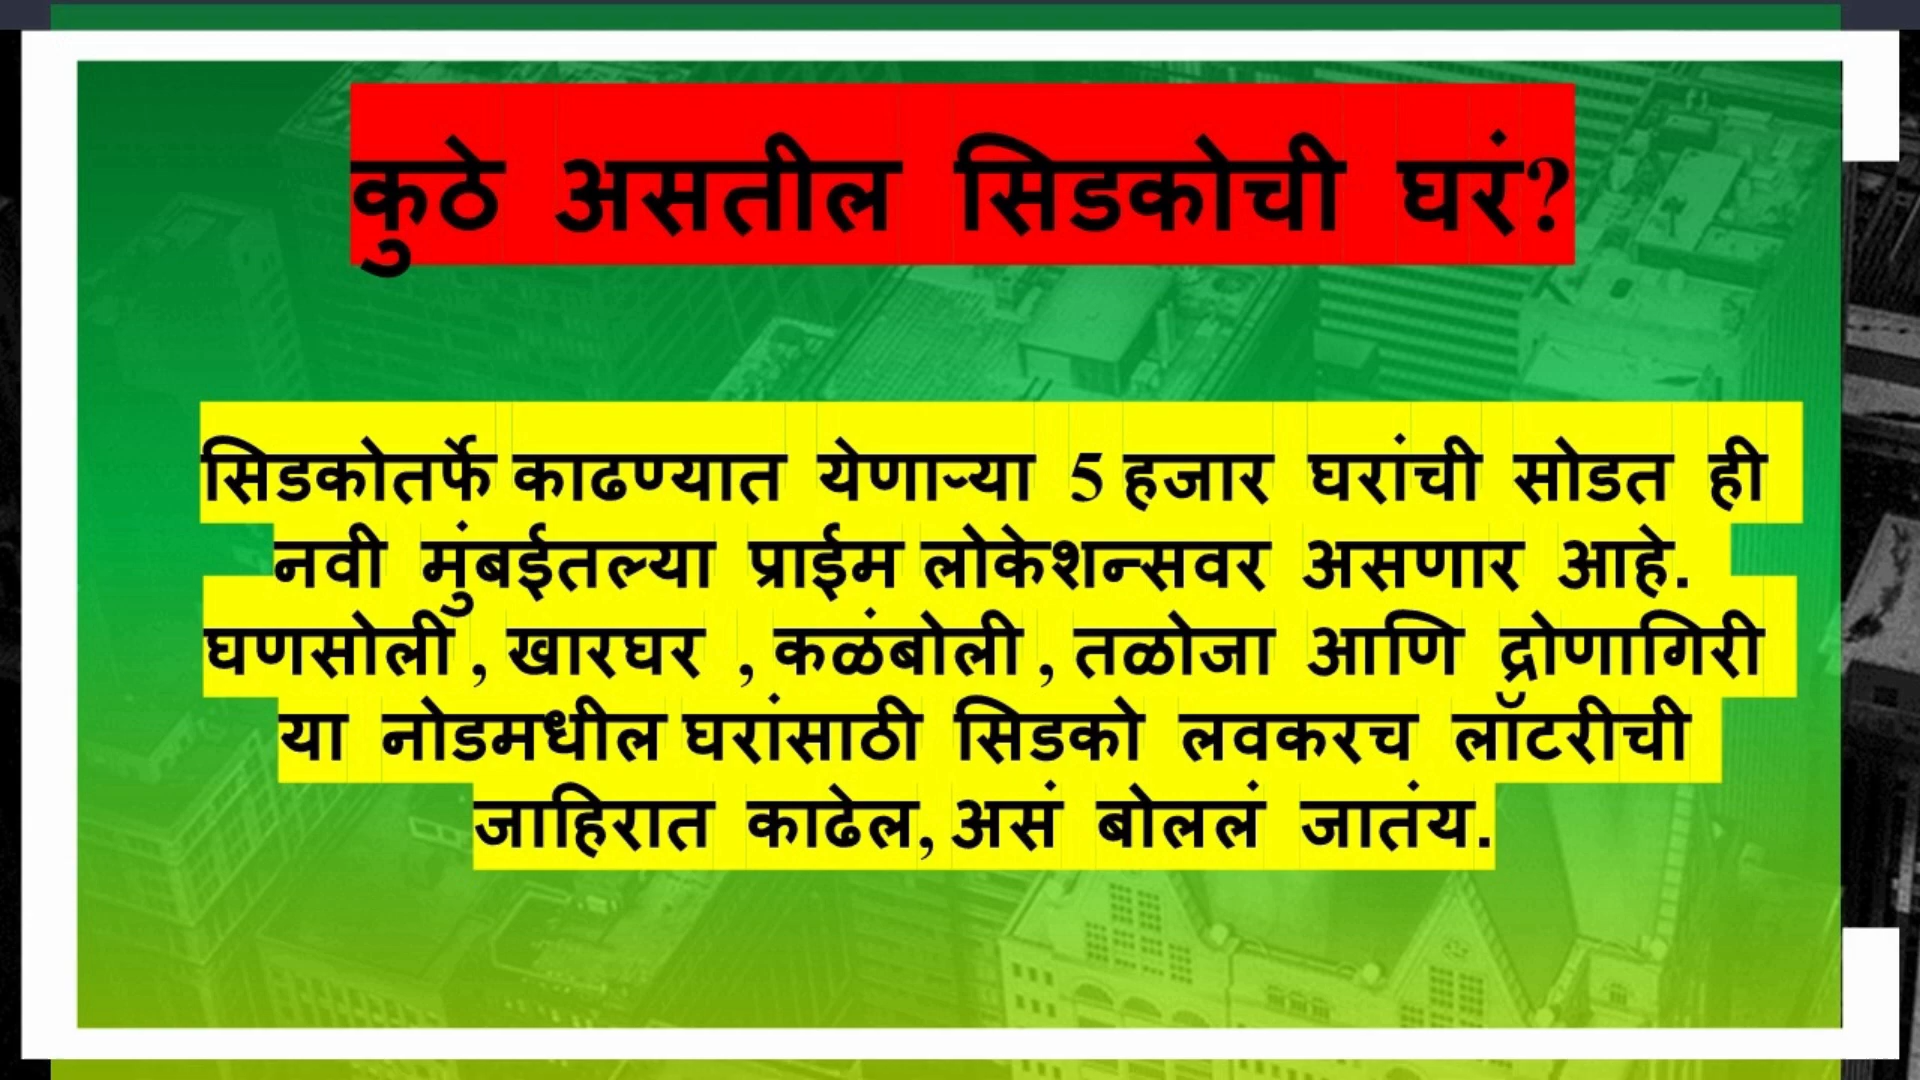 कुठे असतील सिडकोची घरं?
सिडकोतर्फे काढण्यात येणाऱ्या 5 हजार घरांची सोडत ही
नवी मुंबईतल्या प्राईम लोकेशन्सवर असणार आहे.
घणसोली, खारघर , कळंबोली, तळोजा आणि द्रोणागिरी
या नोडमधील घरांसाठी सिडको लवकरच लॉटरीची
जाहिरात काढेल, असं बोललं जातंय.